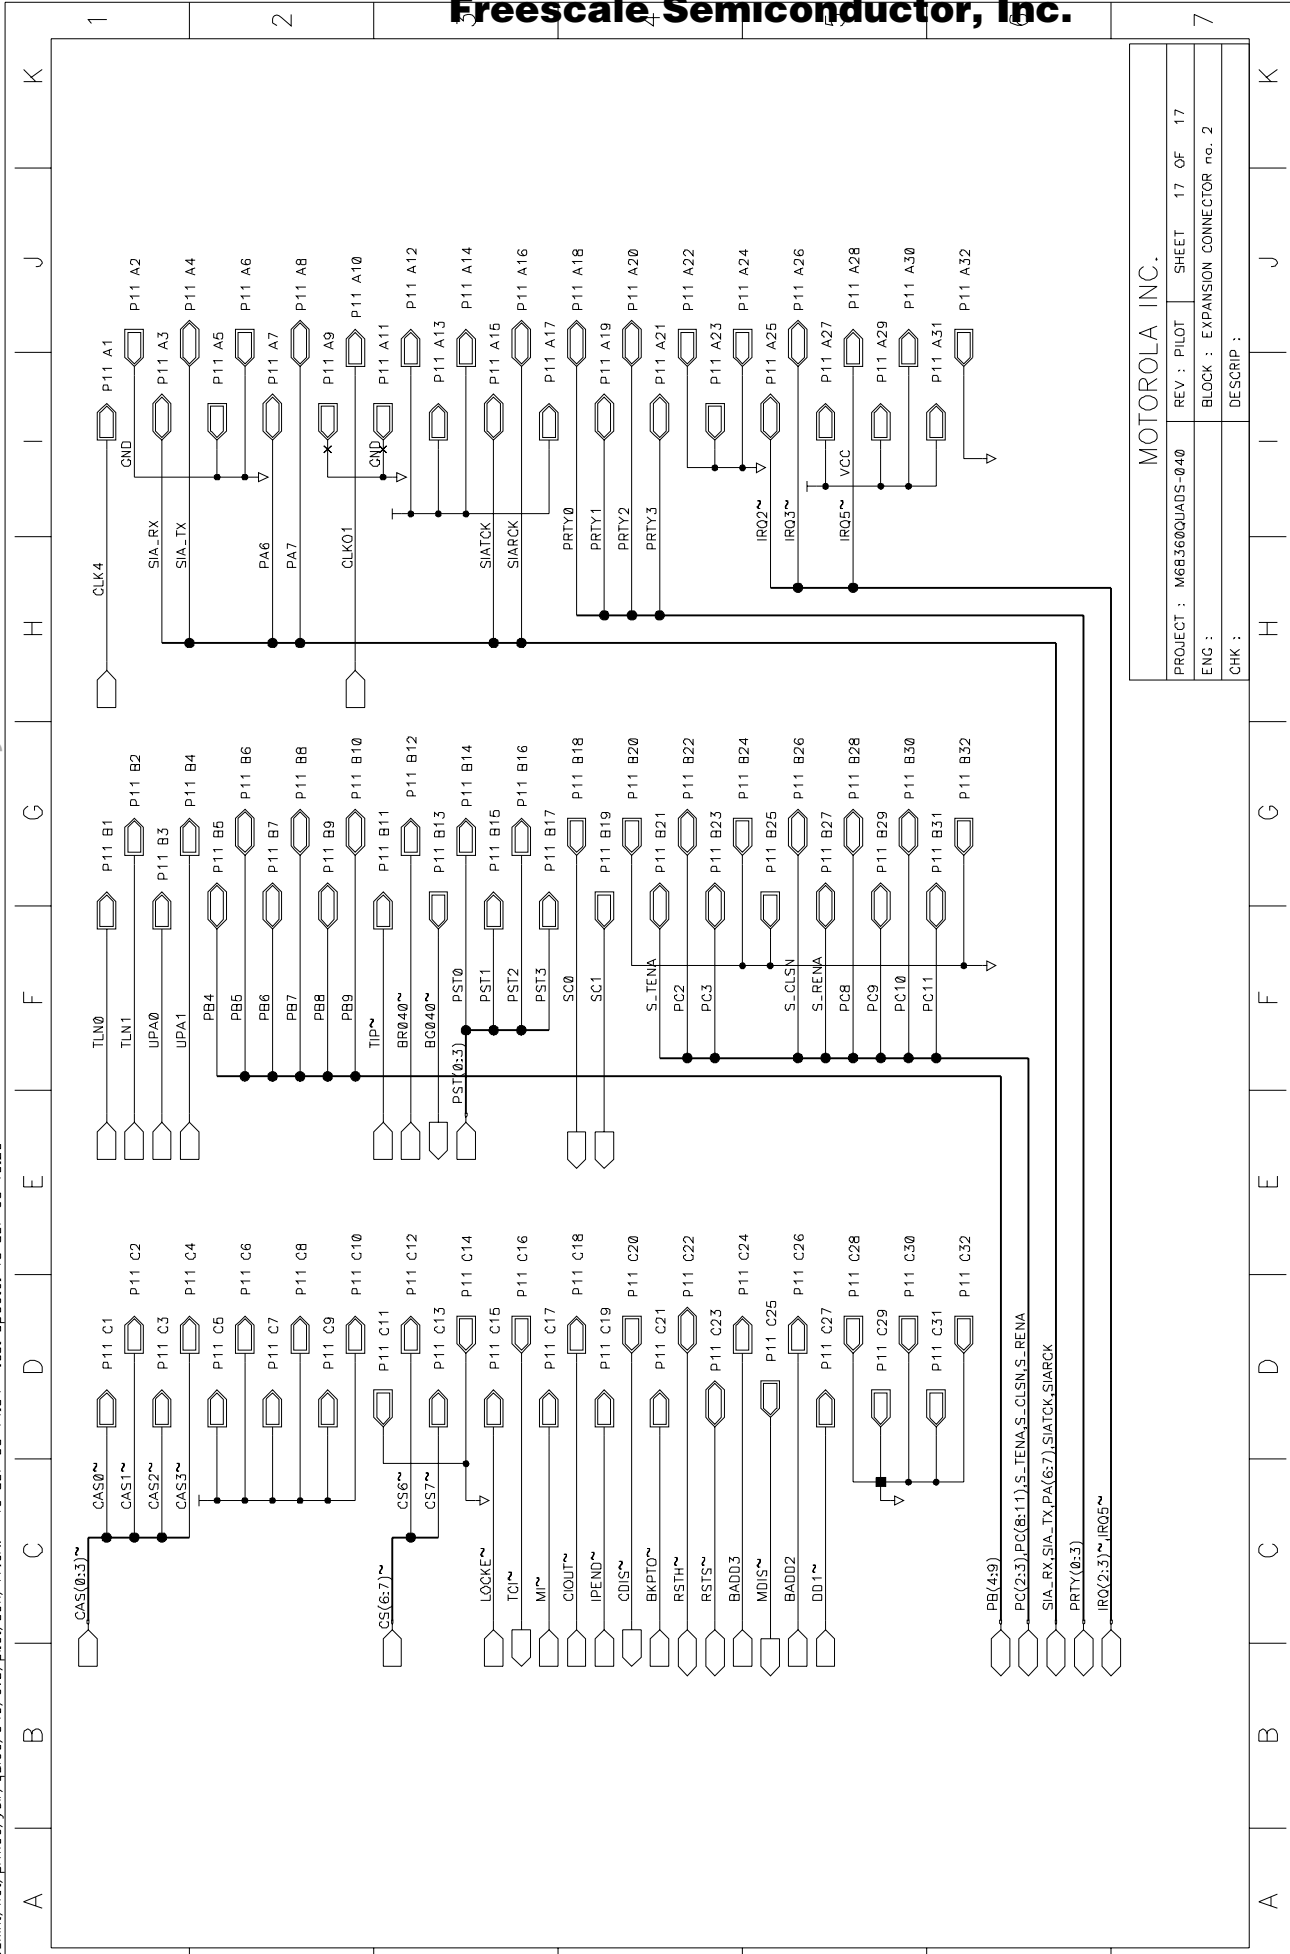 Freescale Semiconductor, Inc.
1 2 3 4 5 6 7
A B C D E F G H I J K
A B C D E F G H I J K
CAS(0:3)~
CAS0~ P11 C1
CAS1~ P11 C2
CAS2~ P11 C3
CAS3~ P11 C4
P11 C5
P11 C6
P11 C7
P11 C8
P11 C9
P11 C10
P11 C11
CS(6:7)~
CS6~ P11 C12
CS7~ P11 C13
P11 C14
LOCKE~ P11 C15
TCI~ P11 C16
MI~ P11 C17
CIOUT~ P11 C18
IPEND~ P11 C19
CDIS~ P11 C20
BKPTO~ P11 C21
RSTH~ P11 C22
RSTS~ P11 C23
BADD3 P11 C24
MDIS~ P11 C25
BADD2 P11 C26
DD1~ P11 C27
P11 C28
P11 C29
P11 C30
P11 C31
P11 C32
PB(4:9)
PC(2:3),PC(8:11),S_TENA,S_CLSN,S_RENA
SIA_RX,SIA_TX,PA(6:7),SIATCK,SIARCK
PRTY(0:3)
IRQ(2:3)~,IRQ5~
TLN0 P11 B1
TLN1 P11 B2
UPA0 P11 B3
UPA1 P11 B4
PB4 P11 B5
PB5 P11 B6
PB6 P11 B7
PB7 P11 B8
PB8 P11 B9
PB9 P11 B10
TIP~ P11 B11
BR040~ P11 B12
BG040~ P11 B13
PST(0:3)
PST0 P11 B14
PST1 P11 B15
PST2 P11 B16
PST3 P11 B17
SC0 P11 B18
SC1 P11 B19
P11 B20
S_TENA P11 B21
PC2 P11 B22
PC3 P11 B23
P11 B24
P11 B25
S_CLSN P11 B26
S_RENA P11 B27
PC8 P11 B28
PC9 P11 B29
PC10 P11 B30
PC11 P11 B31
P11 B32
CLK4 P11 A1
GND P11 A2
SIA_RX P11 A3
SIA_TX P11 A4
P11 A5
P11 A6
PA6 P11 A7
PA7 P11 A8
P11 A9
CLKO1 P11 A10
GND P11 A11
P11 A12
P11 A13
P11 A14
SIATCK P11 A15
SIARCK P11 A16
P11 A17
PRTY0 P11 A18
PRTY1 P11 A19
PRTY2 P11 A20
PRTY3 P11 A21
P11 A22
P11 A23
P11 A24
IRQ2~ P11 A25
IRQ3~ P11 A26
P11 A27
IRQ5~ VCC P11 A28
P11 A29
P11 A30
P11 A31
P11 A32
MOTOROLA INC.
PROJECT : M68360QUADS-040 REV : PILOT SHEET 17 OF 17
ENG : BLOCK : EXPANSION CONNECTOR no. 2
CHK : DESCRIP :